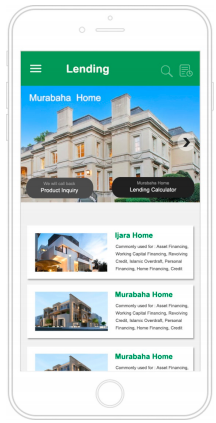 Lending
Murabaha Home
We will call back
Product Inquiry
Murabaha Home
Lending Calculator
Ijara Home
Commonly used for : Asset Financing,
Working Capital Financing, Revolving
Credit, Islamic Overdraft, Personal
Financing, Home Financing, Credit
Murabaha Home
Commonly used for : Asset Financing,
Working Capital Financing, Revolving
Credit, Islamic Overdraft, Personal
Financing, Home Financing, Credit
Murabaha Home
Commonly used for : Asset Financing,